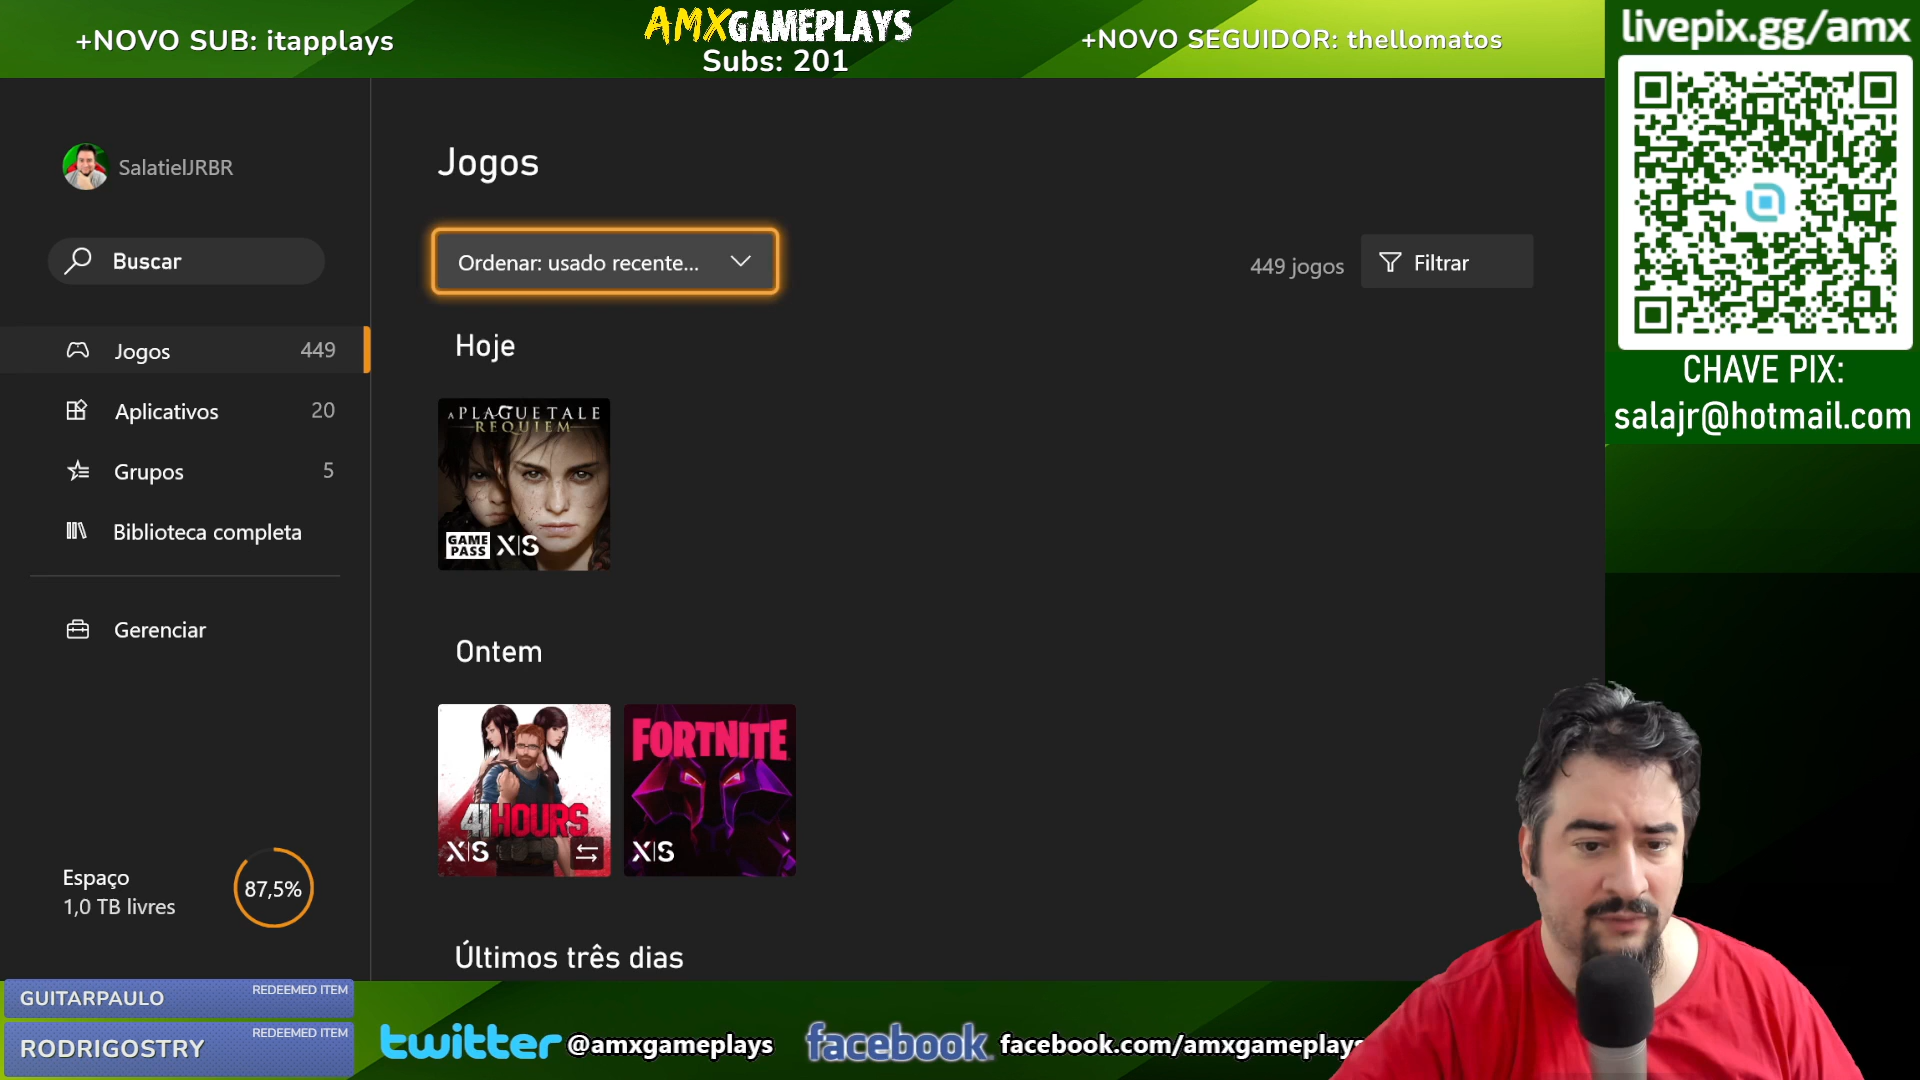 +NOVO SUB: itapplays
AMXGAMEPLAYS
Subs: 201
+NOVO SEGUIDOR: thellomatos
livepix.gg/amx
CHAVE PIX:
salajr@hotmail.com
SalatielJRBR
Buscar
Jogos 449
Aplicativos 20
Grupos 5
Biblioteca completa
Gerenciar
Espaço
1,0 TB livres
87,5%
Jogos
Ordenar: usado recente...
449 jogos
Filtrar
Hoje
A PLAGUE TALE
REQUIEM
GAME
PASS
X|S
Ontem
41HOURS
X|S
FORTNITE
X|S
Últimos três dias
GUITARPAULO REDEEMED ITEM
RODRIGOSTRY REDEEMED ITEM
twitter @amxgameplays
facebook facebook.com/amxgameplays